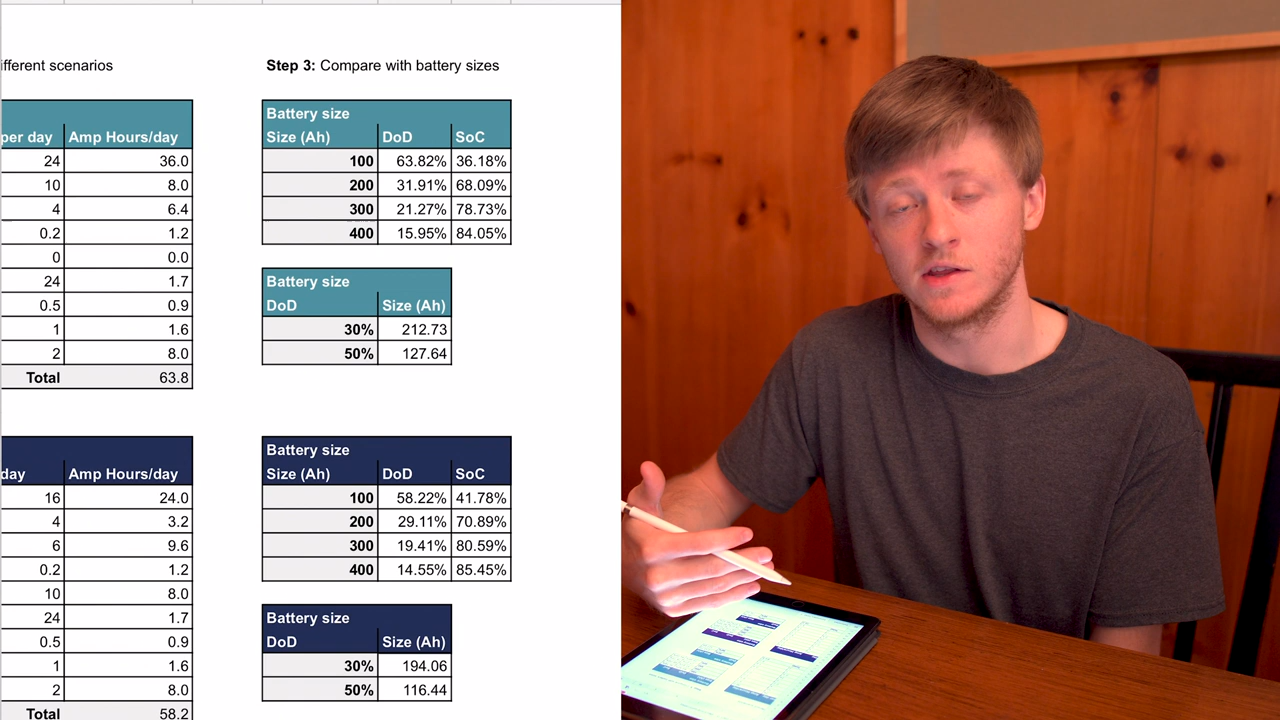 ifferent scenarios
per day Amp Hours/day
24 36.0
10 8.0
4 6.4
0.2 1.2
0 0.0
24 1.7
0.5 0.9
1 1.6
2 8.0
Total 63.8
day Amp Hours/day
16 24.0
4 3.2
6 9.6
0.2 1.2
10 8.0
24 1.7
0.5 0.9
1 1.6
2 8.0
Total 58.2
Step 3: Compare with battery sizes
Battery size
Size (Ah) DoD SoC
100 63.82% 36.18%
200 31.91% 68.09%
300 21.27% 78.73%
400 15.95% 84.05%
Battery size
DoD Size (Ah)
30% 212.73
50% 127.64
Battery size
Size (Ah) DoD SoC
100 58.22% 41.78%
200 29.11% 70.89%
300 19.41% 80.59%
400 14.55% 85.45%
Battery size
DoD Size (Ah)
30% 194.06
50% 116.44